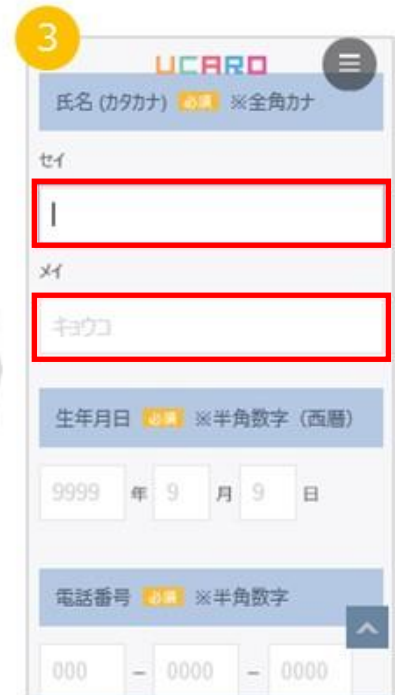 3
UCARO
氏名 (カタカナ) 必須 ※全角カナ
セイ
メイ
キョウコ
生年月日 必須 ※半角数字（西暦）
9999 年 9 月 9 日
電話番号 必須 ※半角数字
000 - 0000 - 0000